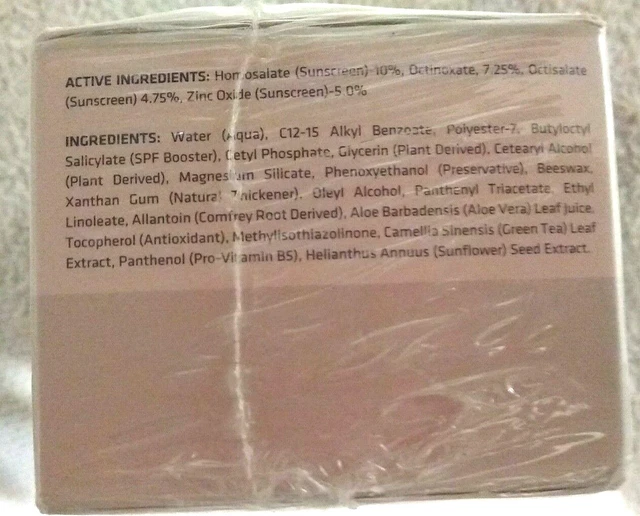 ACTIVE INGREDIENTS: Homosalate (Sunscreen)-10%, Octinoxate, 7.25%, Octisalate
(Sunscreen) 4.75%, Zinc Oxide (Sunscreen)-5.0%
INGREDIENTS: Water (Aqua), C12-15 Alkyl Benzoate, Polyester-7, Butyloctyl
Salicylate (SPF Booster), Cetyl Phosphate, Glycerin (Plant Derived), Cetearyl Alcohol
(Plant Derived), Magnesium Silicate, Phenoxyethanol (Preservative), Beeswax,
Xanthan Gum (Natural Thickener), Oleyl Alcohol, Panthenyl Triacetate, Ethyl
Linoleate, Allantoin (Comfrey Root Derived), Aloe Barbadensis (Aloe Vera) Leaf Juice,
Tocopherol (Antioxidant), Methylisothiazolinone, Camellia Sinensis (Green Tea) Leaf
Extract, Panthenol (Pro-Vitamin B5), Helianthus Annuus (Sunflower) Seed Extract.